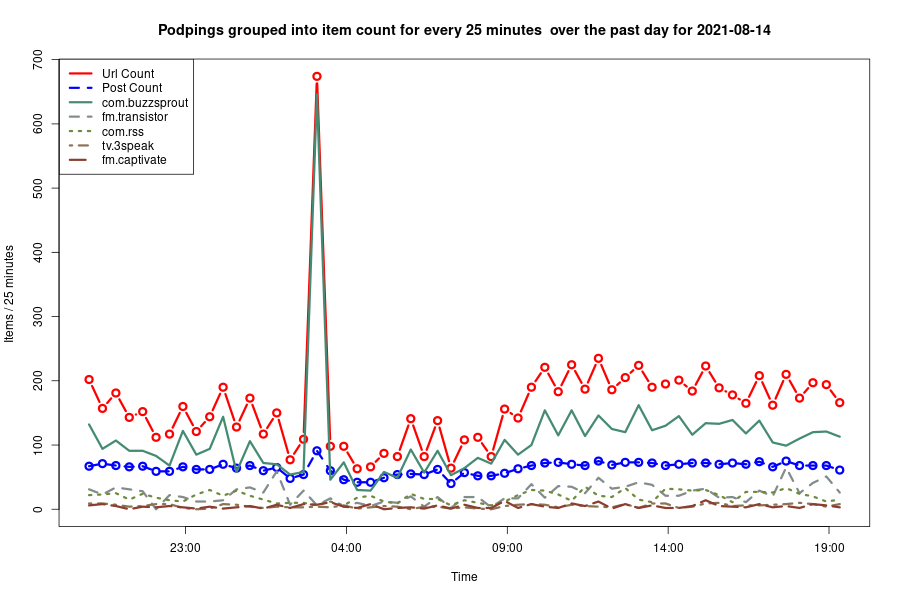 Podpings grouped into item count for every 25 minutes  over the past day for 2021-08-14
Url Count
Post Count
com.buzzsprout
fm.transistor
com.rss
tv.3speak
fm.captivate
Items / 25 minutes
700
600
500
400
300
200
100
0
23:00 04:00 09:00 14:00 19:00
Time